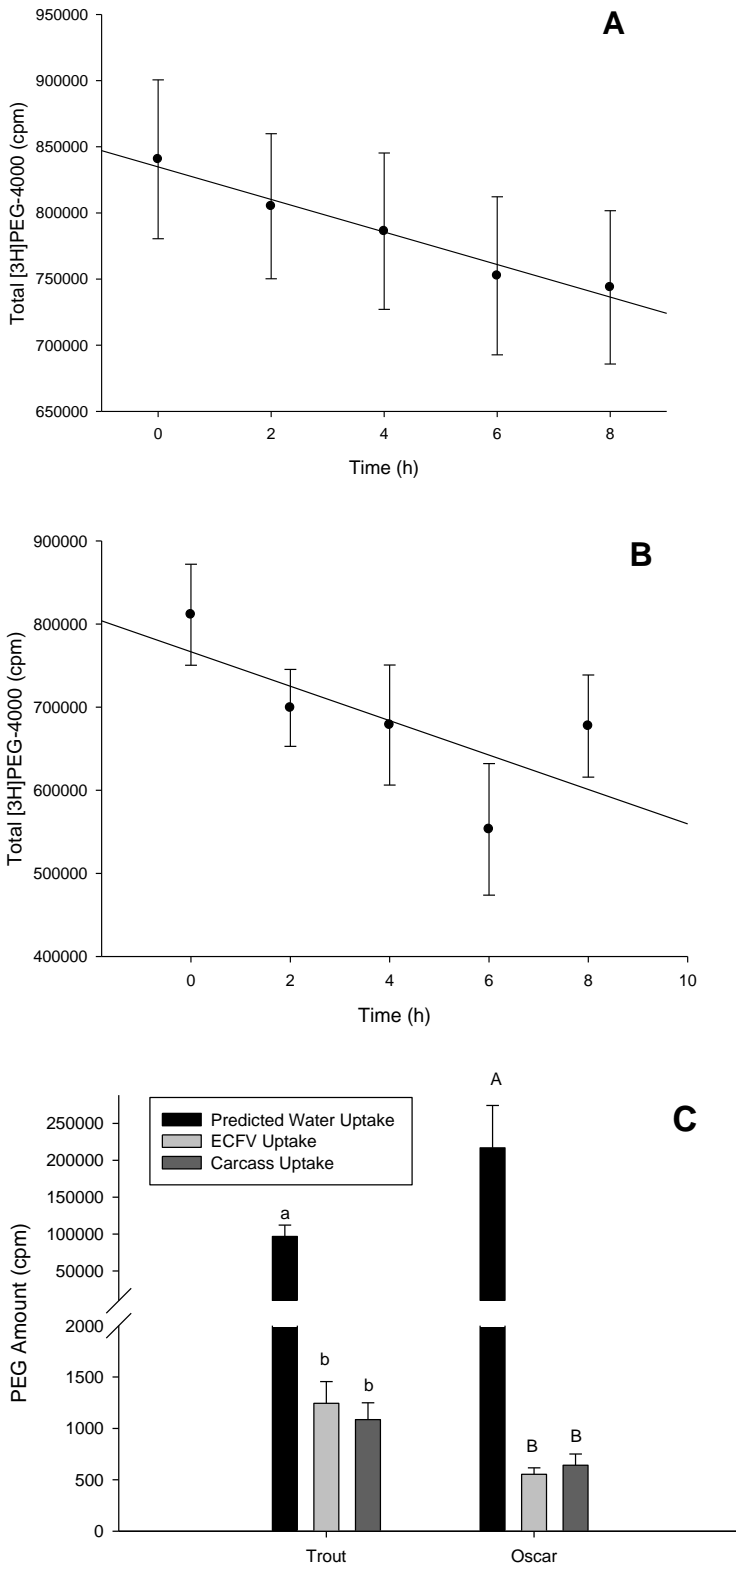 A
950000
900000
850000
800000
750000
700000
650000
Total [3H]PEG-4000 (cpm)
0 2 4 6 8
Time (h)
B
900000
800000
700000
600000
500000
400000
Total [3H]PEG-4000 (cpm)
0 2 4 6 8 10
Time (h)
C
Predicted Water Uptake
ECFV Uptake
Carcass Uptake
250000
200000
150000
100000
50000
2000
1500
1000
500
0
PEG Amount (cpm)
a
b
b
A
B
B
Trout Oscar